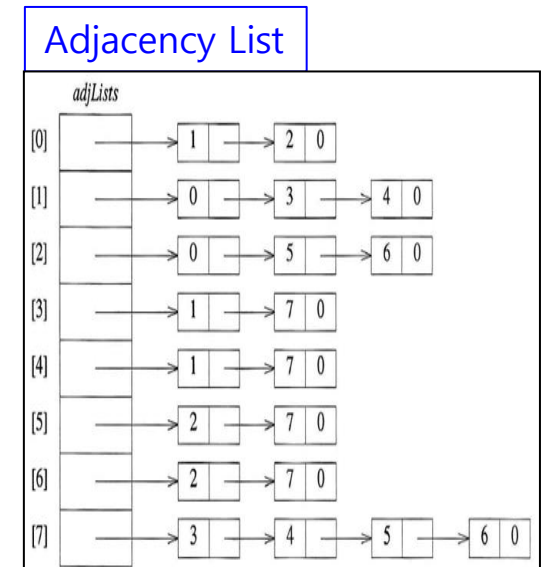 Adjacency List
adjLists
[0] 1 2 0
[1] 0 3 4 0
[2] 0 5 6 0
[3] 1 7 0
[4] 1 7 0
[5] 2 7 0
[6] 2 7 0
[7] 3 4 5 6 0